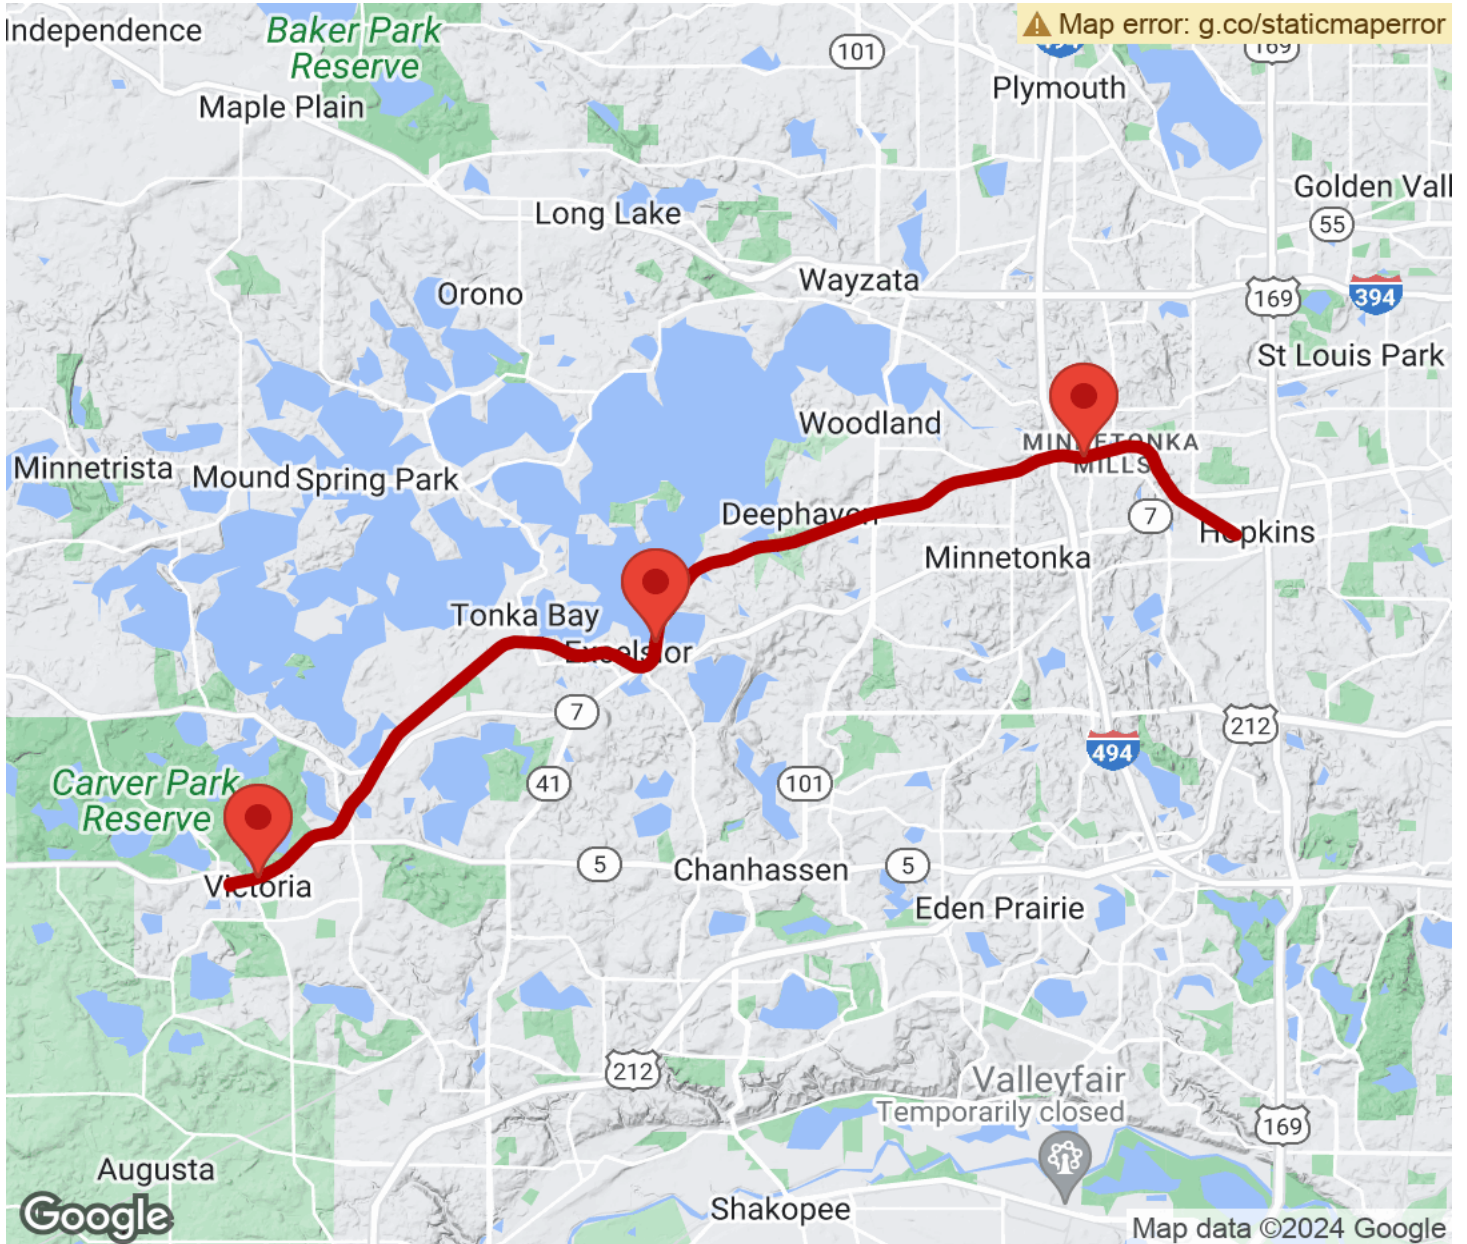 Independence
Baker Park
Reserve
101
Map error: g.co/staticmaperror
169
Plymouth
Maple Plain
Golden Vall
Long Lake
55
Wayzata
Orono
169
394
St Louis Park
Woodland
MINNETONKA
MILLS
Minnetrista
Mound
Spring Park
Deephaven
7
Hopkins
Minnetonka
Tonka Bay
Excelsior
7
212
494
Carver Park
Reserve
41
101
5
5
Chanhassen
Victoria
Eden Prairie
212
Valleyfair
Temporarily closed
169
Augusta
Shakopee
Google
Map data ©2024 Google